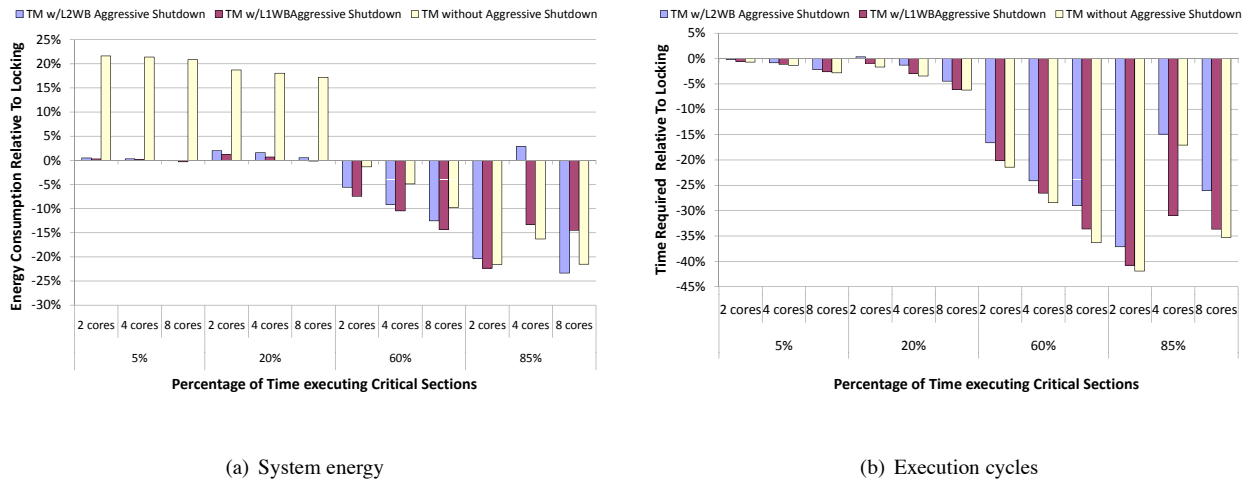 TM w/L2WB Aggressive Shutdown TM w/L1WBAggressive Shutdown TM without Aggressive Shutdown
25%
20%
15%
10%
5%
0%
-5%
-10%
-15%
-20%
-25%
-30%
Energy Consumption Relative To Locking
2 cores 4 cores 8 cores 2 cores 4 cores 8 cores 2 cores 4 cores 8 cores 2 cores 4 cores 8 cores
5% 20% 60% 85%
Percentage of Time executing Critical Sections
(a) System energy
TM w/L2WB Aggressive Shutdown TM w/L1WBAggressive Shutdown TM without Aggressive Shutdown
5%
0%
-5%
-10%
-15%
-20%
-25%
-30%
-35%
-40%
-45%
Time Required Relative To Locking
2 cores 4 cores 8 cores 2 cores 4 cores 8 cores 2 cores 4 cores 8 cores 2 cores 4 cores 8 cores
5% 20% 60% 85%
Percentage of Time executing Critical Sections
(b) Execution cycles